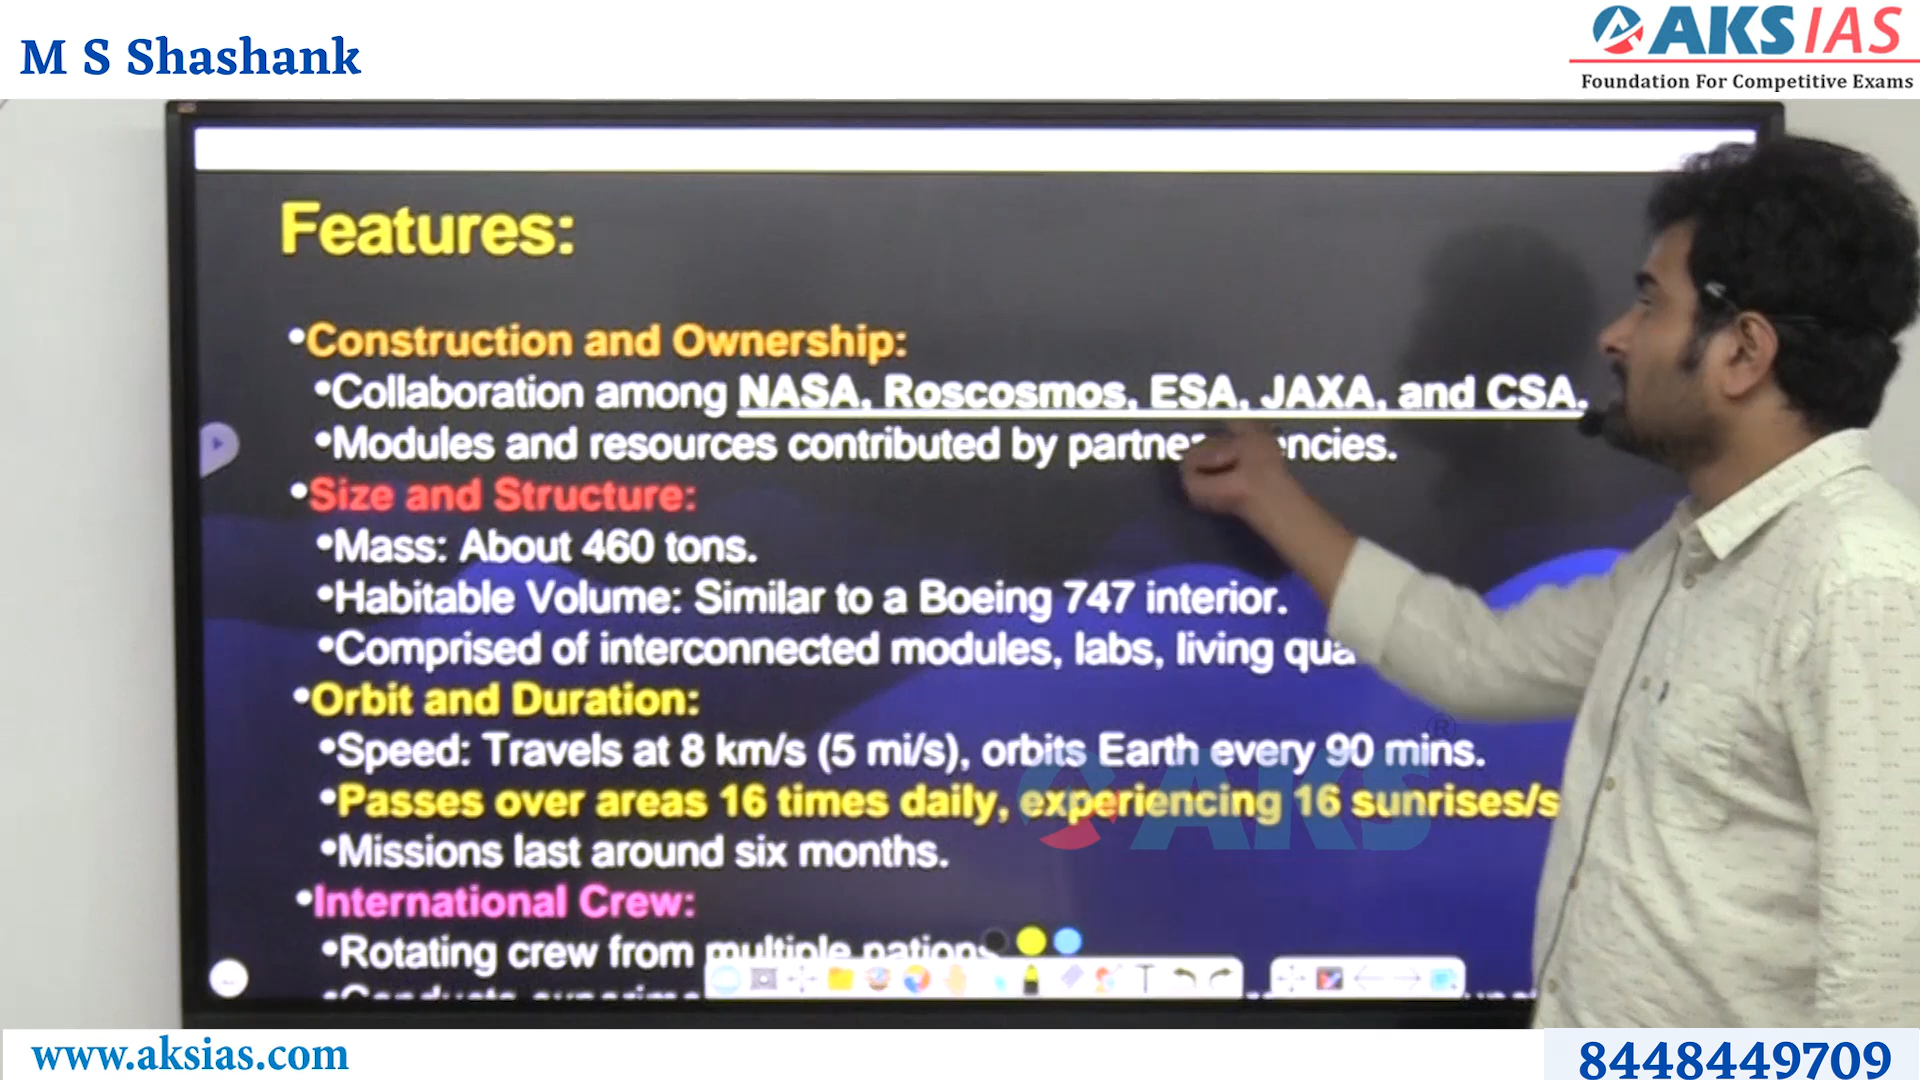 M S Shashank
AKS IAS
Foundation For Competitive Exams
Features:
•Construction and Ownership:
•Collaboration among NASA, Roscosmos, ESA, JAXA, and CSA.
•Modules and resources contributed by
•Size and Structure:
•Mass: About 460 tons.
•Habitable Volume: Similar to a Boeing 747 interior.
•Comprised of interconnected modules, labs, living
•Orbit and Duration:
•Speed: Travels at 8 km/s (5 mi/s), orbits Earth every 90 mins.
•Passes over areas 16 times daily, experiencing 16 sunrises/s
•Missions last around six months.
AKS ®
•International Crew:
•Rotating crew from multiple nations
www.aksias.com
8448449709